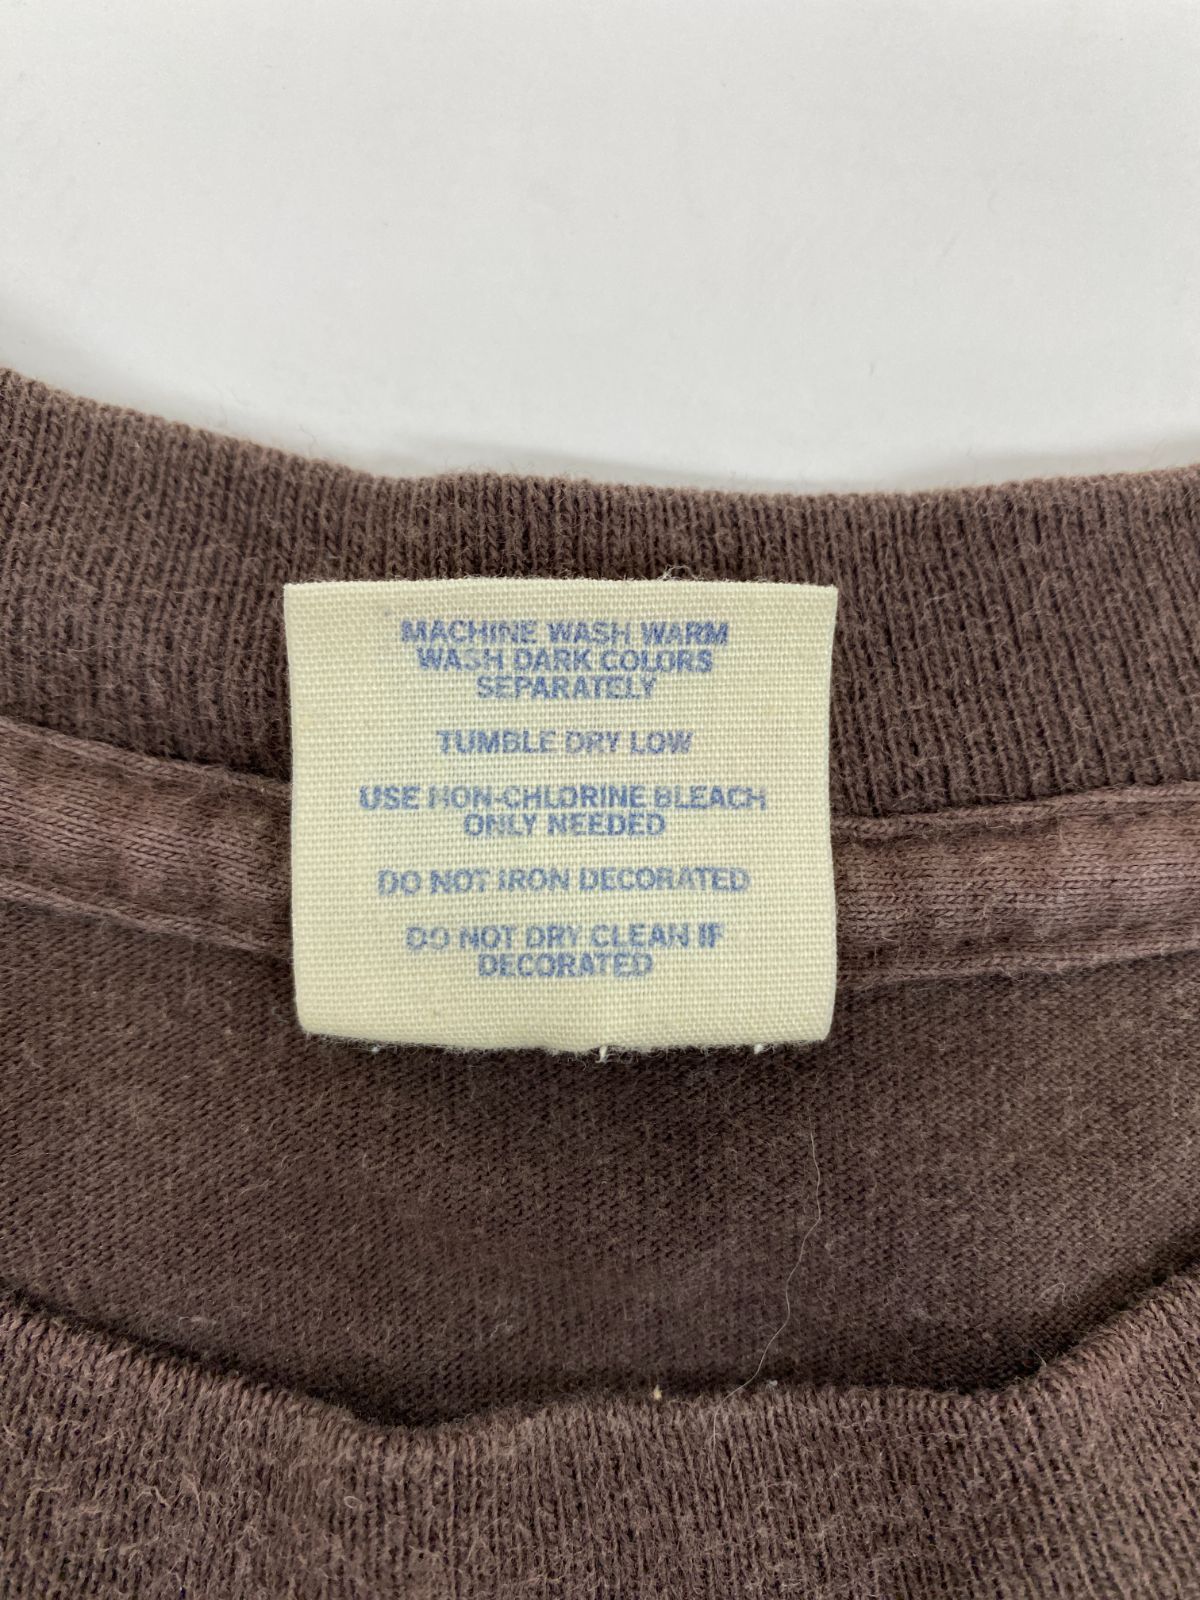 MACHINE WASH WARM
WASH DARK COLORS
SEPARATELY
TUMBLE DRY LOW
USE NON-CHLORINE BLEACH
ONLY NEEDED
DO NOT IRON DECORATED
DO NOT DRY CLEAN IF
DECORATED